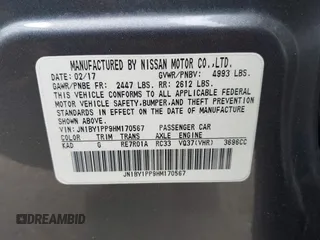 MANUFACTURED BY NISSAN MOTOR CO.,LTD.
DATE: 02/17 GVWR/PNBV: 4993 LBS.
GAWR/PNBE FR: 2447 LBS. RR: 2612 LBS.
THIS VEHICLE CONFORMS TO ALL APPLICABLE FEDERAL
MOTOR VEHICLE SAFETY,BUMPER,AND THEFT PREVENTION
STANDARDS IN EFFECT ON THE DATE OF MANUFACTURE
SHOWN ABOVE.
VIN: JN1BY1PP9HM170567 PASSENGER CAR
COLOR TRIM TRANS AXLE ENGINE
KAD G RE7R01A RC33 VQ37(VHR) 3696CC
JN1BY1PP9HM170567
DREAMBID